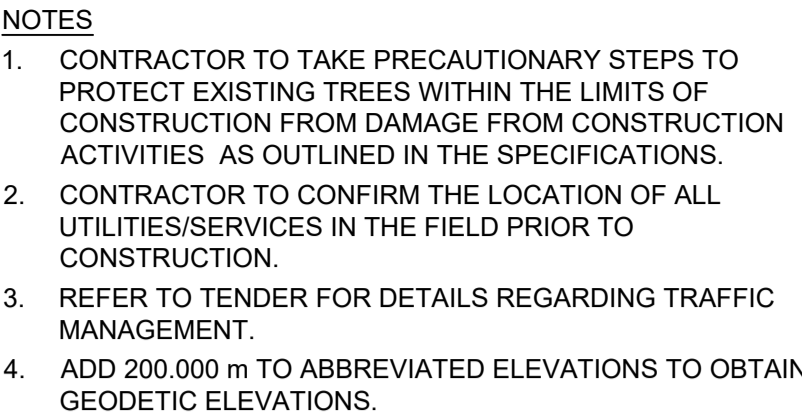 NOTES
1. CONTRACTOR TO TAKE PRECAUTIONARY STEPS TO
PROTECT EXISTING TREES WITHIN THE LIMITS OF
CONSTRUCTION FROM DAMAGE FROM CONSTRUCTION
ACTIVITIES AS OUTLINED IN THE SPECIFICATIONS.
2. CONTRACTOR TO CONFIRM THE LOCATION OF ALL
UTILITIES/SERVICES IN THE FIELD PRIOR TO
CONSTRUCTION.
3. REFER TO TENDER FOR DETAILS REGARDING TRAFFIC
MANAGEMENT.
4. ADD 200.000 m TO ABBREVIATED ELEVATIONS TO OBTAIN
GEODETIC ELEVATIONS.